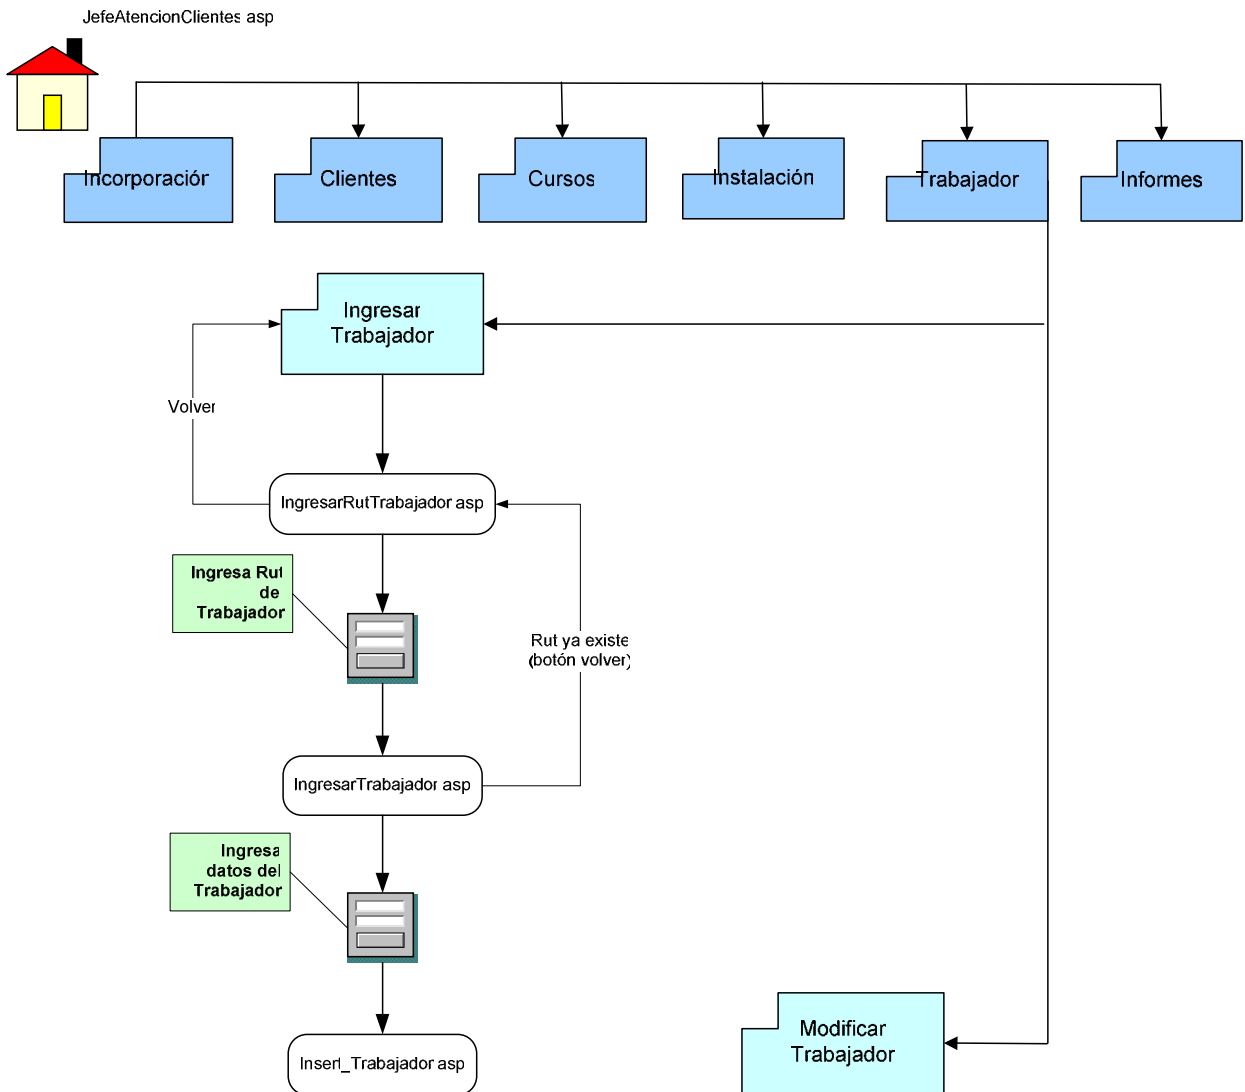 JefeAtencionClientes asp
Incorporación
Clientes
Cursos
Instalación
Trabajador
Informes
Ingresar
Trabajador
Volver
IngresarRutTrabajador asp
Ingresa Rut
de
Trabajador
Rut ya existe
(botón volver)
IngresarTrabajador asp
Ingresa
datos del
Trabajador
Insert_Trabajador asp
Modificar
Trabajador